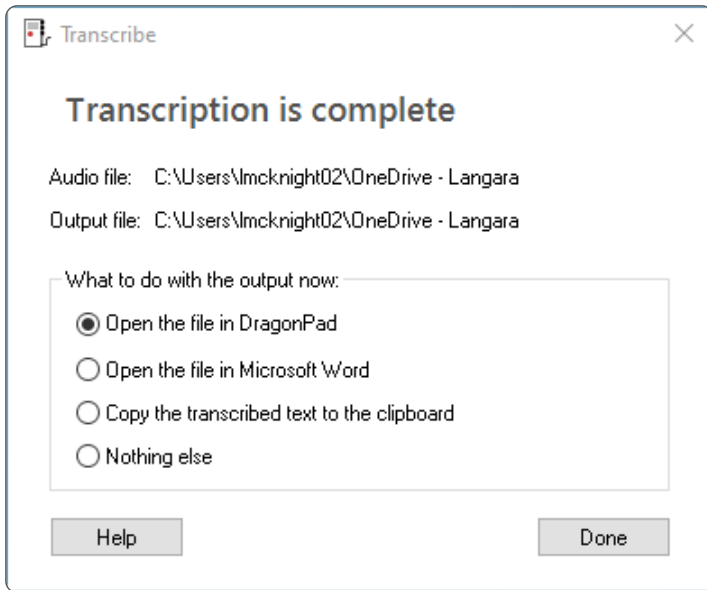 Transcribe
Transcription is complete
Audio file: C:\Users\lmcknight02\OneDrive - Langara
Output file: C:\Users\lmcknight02\OneDrive - Langara
What to do with the output now:
Open the file in DragonPad
Open the file in Microsoft Word
Copy the transcribed text to the clipboard
Nothing else
Help
Done